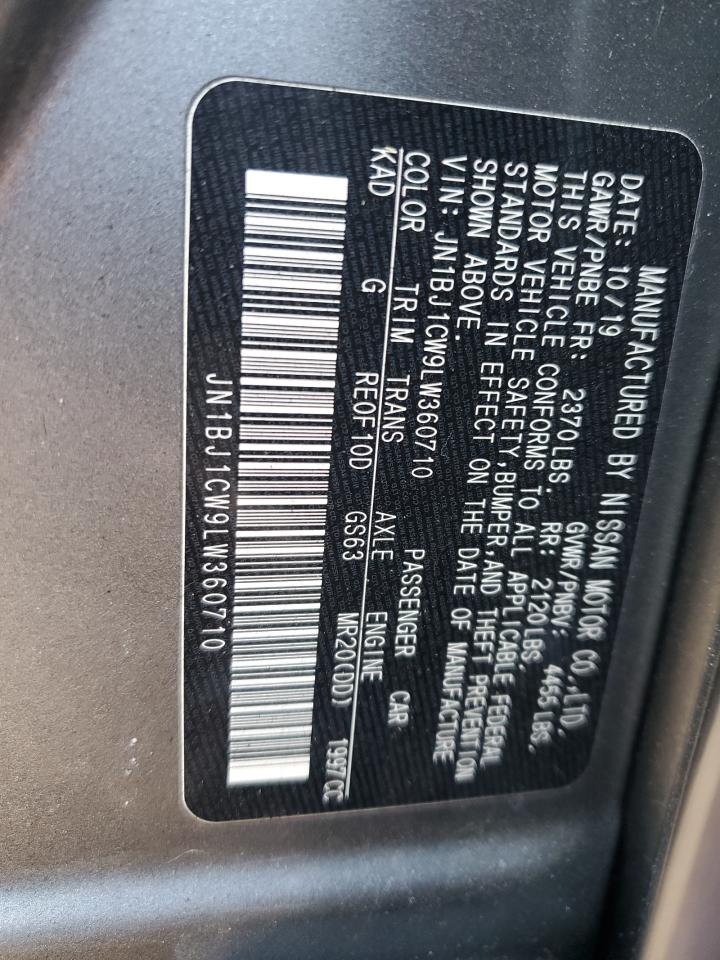 MANUFACTURED BY NISSAN MOTOR CO.,LTD.
DATE: 10/19 GVWR/PNBV: 4455 LBS.
GAWR/PNBE FR: 2370LBS. RR: 2120LBS.
THIS VEHICLE CONFORMS TO ALL APPLICABLE FEDERAL
MOTOR VEHICLE SAFETY,BUMPER,AND THEFT PREVENTION
STANDARDS IN EFFECT ON THE DATE OF MANUFACTURE
SHOWN ABOVE.
VIN: JN1BJ1CW9LW360710 PASSENGER CAR
COLOR TRIM TRANS AXLE ENGINE
KAD G RE0F10D GS63 MR20(DD) 1997CC
JN1BJ1CW9LW360710